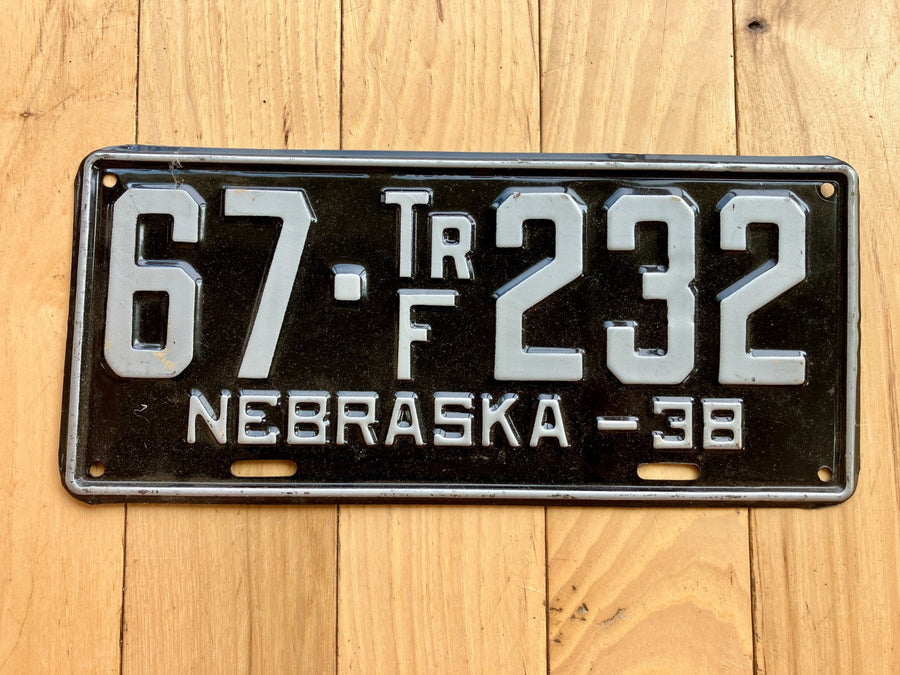 67·TR F 232
NEBRASKA-38